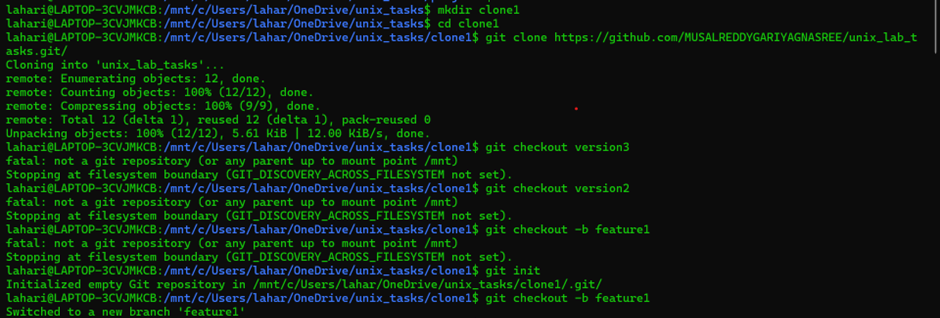 lahari@LAPTOP-3CVJMKCB:/mnt/c/Users/lahar/OneDrive/unix_tasks$ mkdir clone1
lahari@LAPTOP-3CVJMKCB:/mnt/c/Users/lahar/OneDrive/unix_tasks$ cd clone1
lahari@LAPTOP-3CVJMKCB:/mnt/c/Users/lahar/OneDrive/unix_tasks/clone1$ git clone https://github.com/MUSALREDDYGARIYAGNASREE/unix_lab_t
asks.git/
Cloning into 'unix_lab_tasks'...
remote: Enumerating objects: 12, done.
remote: Counting objects: 100% (12/12), done.
remote: Compressing objects: 100% (9/9), done.
remote: Total 12 (delta 1), reused 12 (delta 1), pack-reused 0
Unpacking objects: 100% (12/12), 5.61 KiB | 12.00 KiB/s, done.
lahari@LAPTOP-3CVJMKCB:/mnt/c/Users/lahar/OneDrive/unix_tasks/clone1$ git checkout version3
fatal: not a git repository (or any parent up to mount point /mnt)
Stopping at filesystem boundary (GIT_DISCOVERY_ACROSS_FILESYSTEM not set).
lahari@LAPTOP-3CVJMKCB:/mnt/c/Users/lahar/OneDrive/unix_tasks/clone1$ git checkout version2
fatal: not a git repository (or any parent up to mount point /mnt)
Stopping at filesystem boundary (GIT_DISCOVERY_ACROSS_FILESYSTEM not set).
lahari@LAPTOP-3CVJMKCB:/mnt/c/Users/lahar/OneDrive/unix_tasks/clone1$ git checkout -b feature1
fatal: not a git repository (or any parent up to mount point /mnt)
Stopping at filesystem boundary (GIT_DISCOVERY_ACROSS_FILESYSTEM not set).
lahari@LAPTOP-3CVJMKCB:/mnt/c/Users/lahar/OneDrive/unix_tasks/clone1$ git init
Initialized empty Git repository in /mnt/c/Users/lahar/OneDrive/unix_tasks/clone1/.git/
lahari@LAPTOP-3CVJMKCB:/mnt/c/Users/lahar/OneDrive/unix_tasks/clone1$ git checkout -b feature1
Switched to a new branch 'feature1'